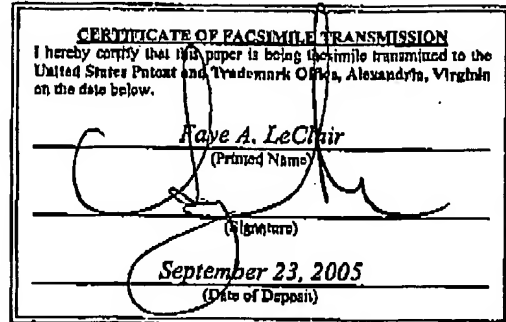 CERTIFICATE OF FACSIMILE TRANSMISSION
I hereby certify that this paper is being facsimile transmitted to the
United States Patent and Trademark Office, Alexandria, Virginia
on the date below.
Faye A. LeClair
(Printed Name)
(Signature)
September 23, 2005
(Date of Deposit)